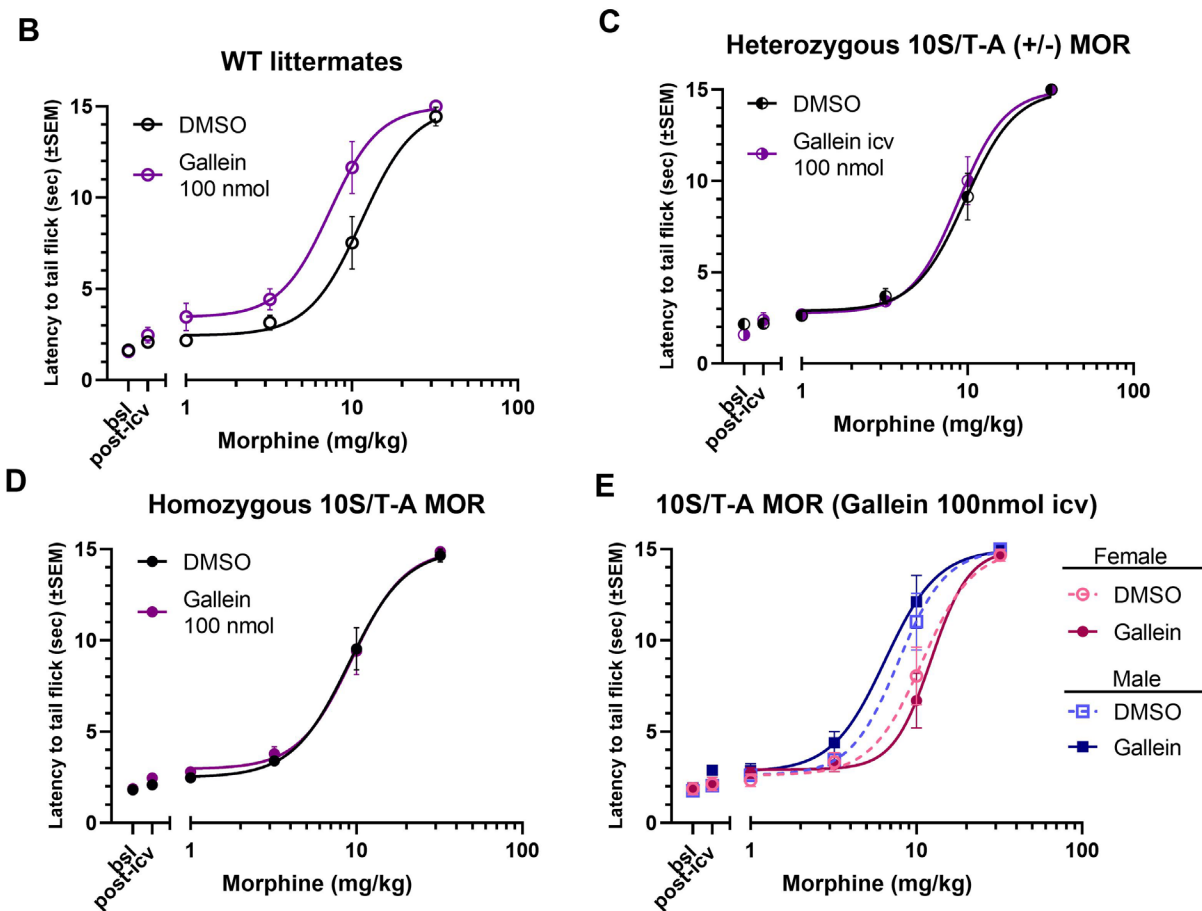 B
WT littermates
Latency to tail flick (sec) (±SEM)
15
10
5
0
DMSO
Gallein
100 nmol
bsl
post-icv
1
10
100
Morphine (mg/kg)
C
Heterozygous 10S/T-A (+/-) MOR
Latency to tail flick (sec) (±SEM)
15
10
5
0
DMSO
Gallein icv
100 nmol
bsl
post-icv
1
10
100
Morphine (mg/kg)
D
Homozygous 10S/T-A MOR
Latency to tail flick (sec) (±SEM)
15
10
5
0
DMSO
Gallein
100 nmol
bsl
post-icv
1
10
100
Morphine (mg/kg)
E
10S/T-A MOR (Gallein 100nmol icv)
Latency to tail flick (sec) (±SEM)
15
10
5
0
bsl
post-icv
1
10
100
Morphine (mg/kg)
Female
DMSO
Gallein
Male
DMSO
Gallein